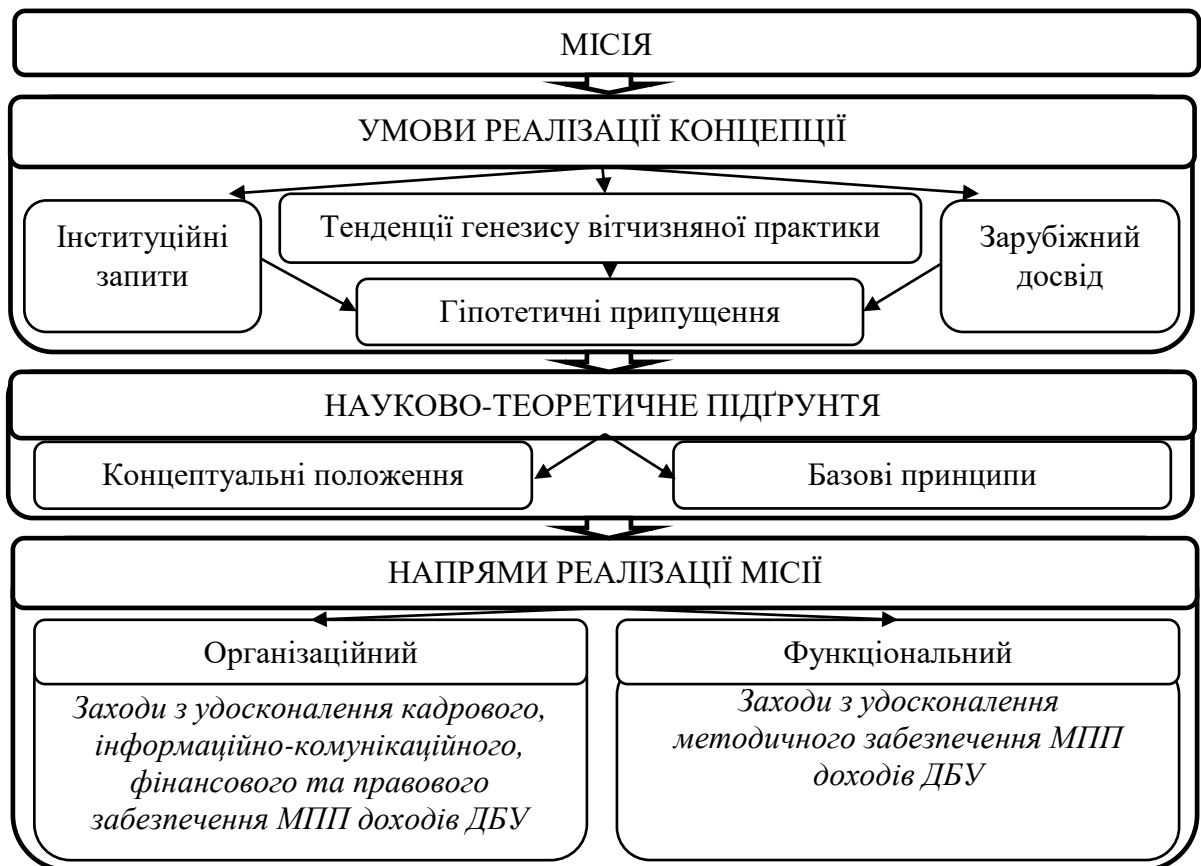 МІСІЯ
УМОВИ РЕАЛІЗАЦІЇ КОНЦЕПЦІЇ
Інституційні
запити
Тенденції генезису вітчизняної практики
Зарубіжний
досвід
Гіпотетичні припущення
НАУКОВО-ТЕОРЕТИЧНЕ ПІДҐРУНТЯ
Концептуальні положення
Базові принципи
НАПРЯМИ РЕАЛІЗАЦІЇ МІСІЇ
Організаційний
Заходи з удосконалення кадрового,
інформаційно-комунікаційного,
фінансового та правового
забезпечення МПП доходів ДБУ
Функціональний
Заходи з удосконалення
методичного забезпечення МПП
доходів ДБУ